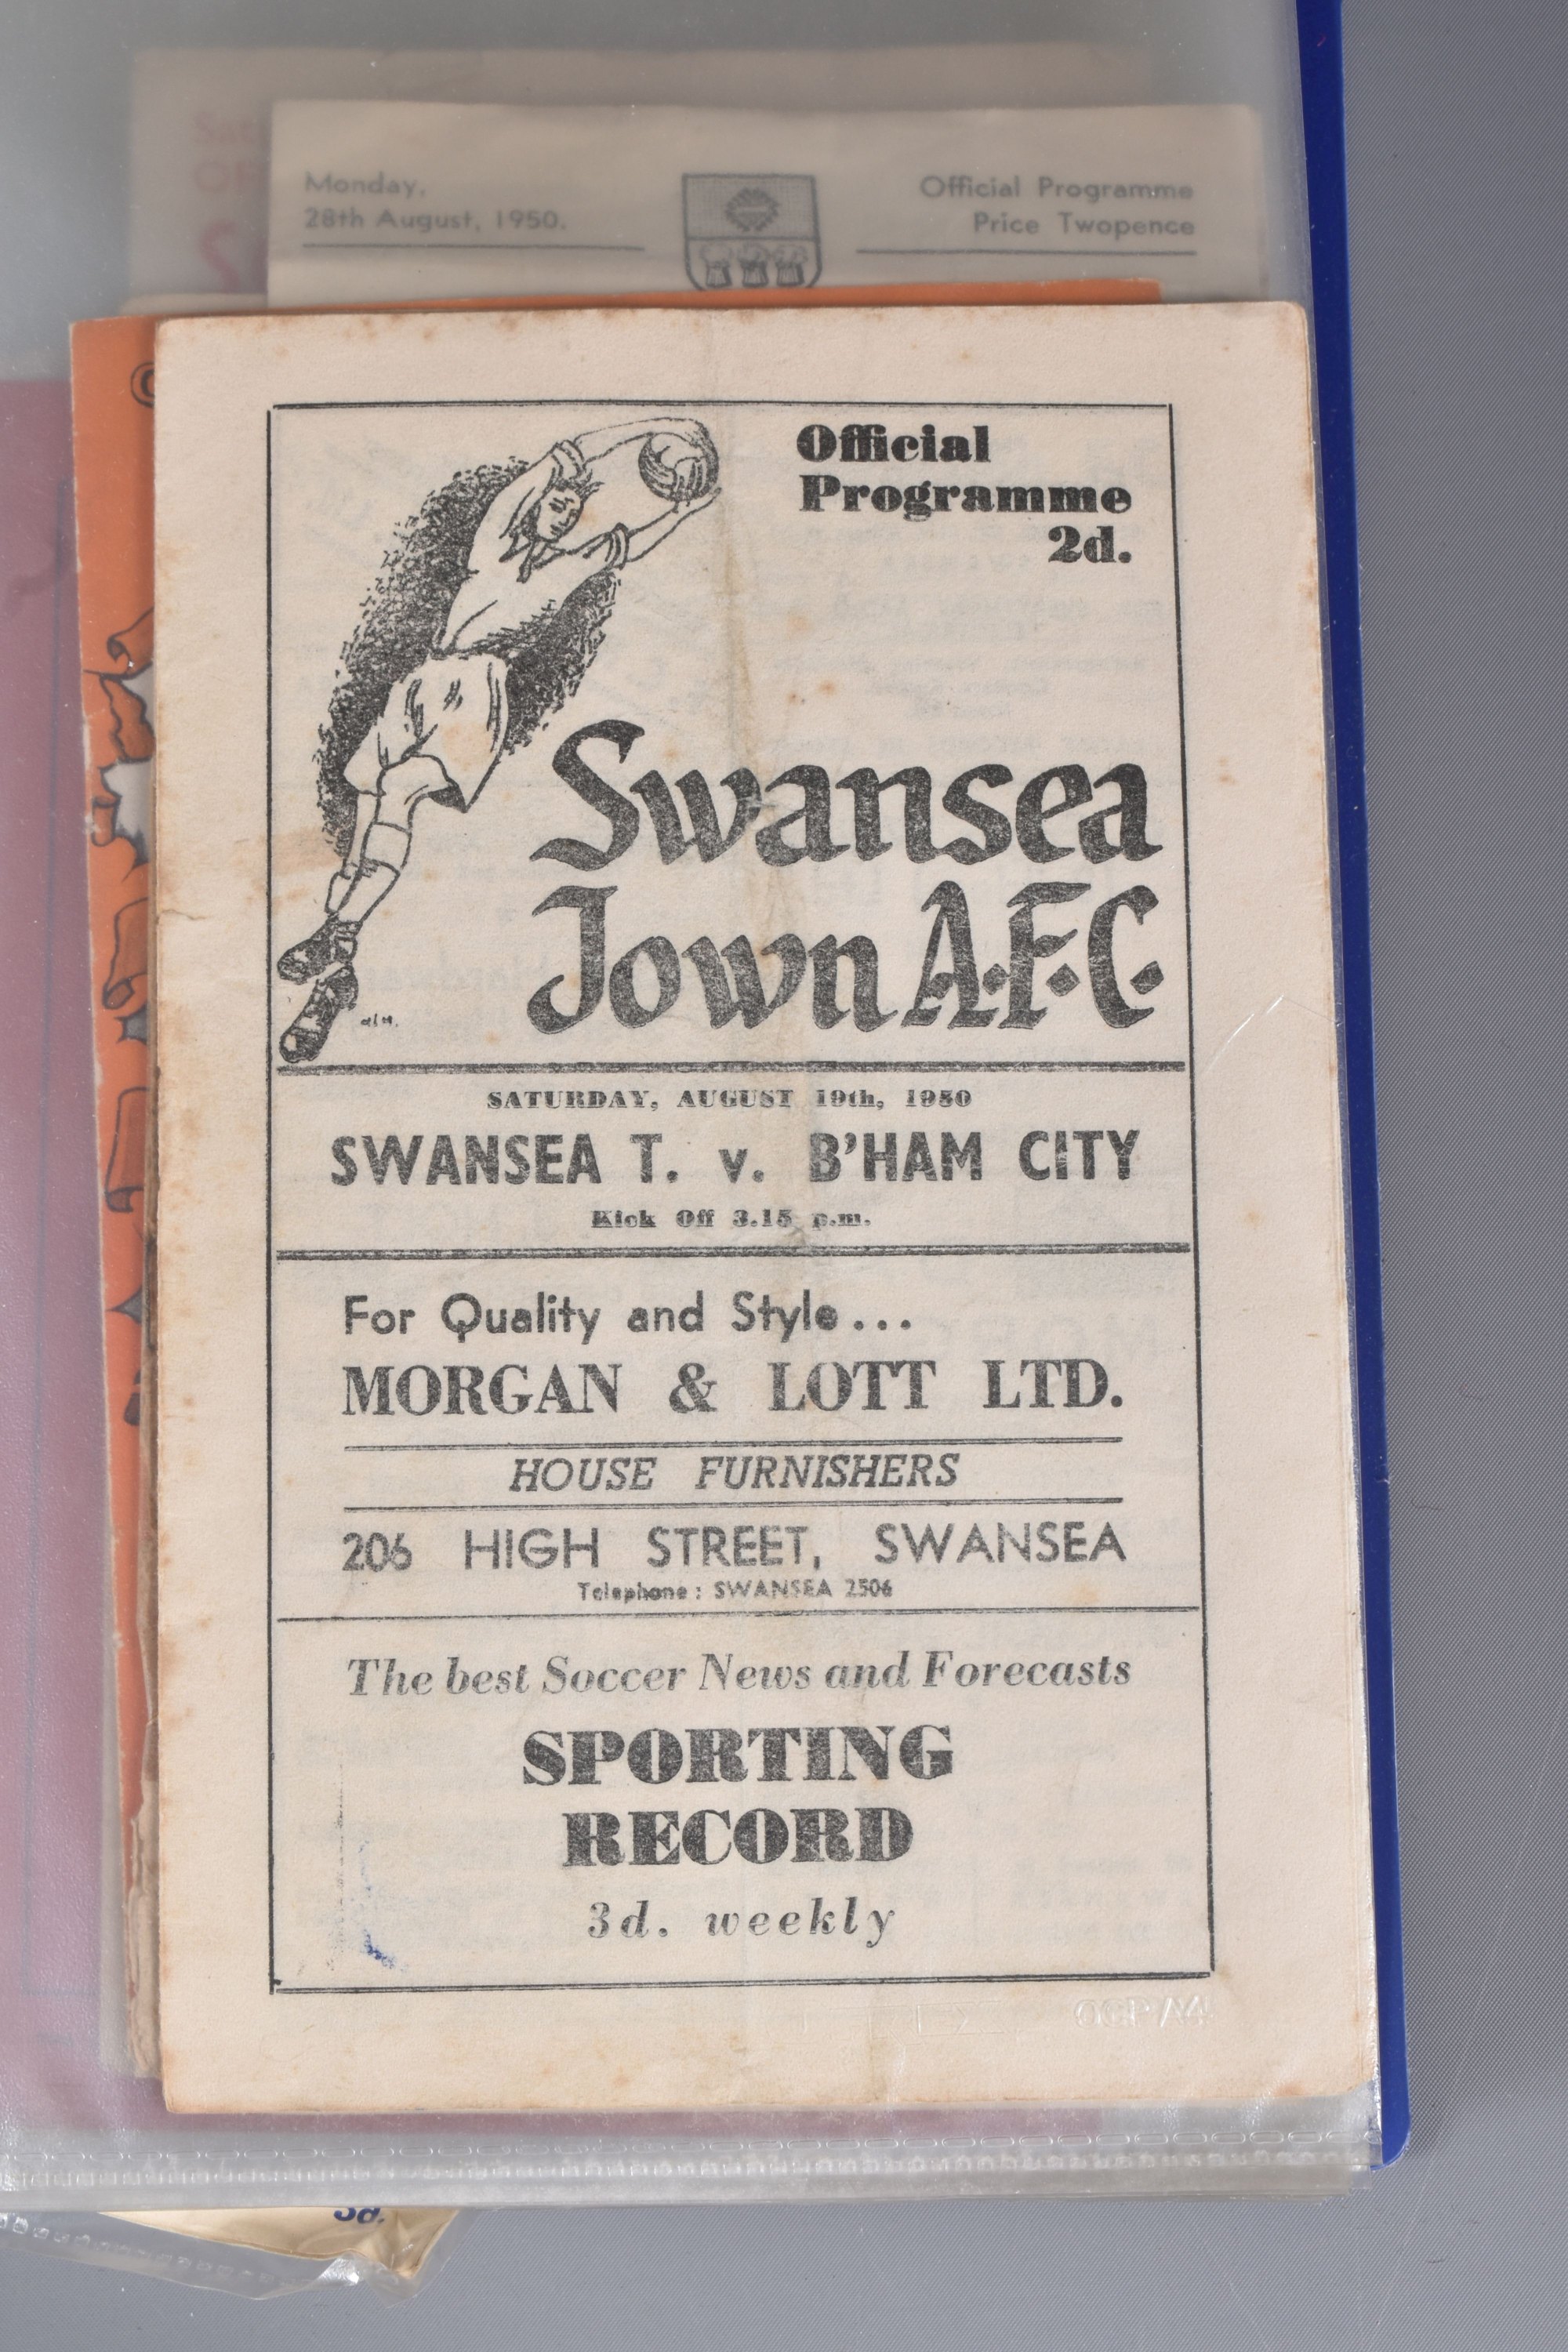 Monday,
28th August, 1950.
Official Programme
Price Twopence
Official
Programme
2d.
Swansea
Town A.F.C.
SATURDAY, AUGUST 19th, 1950
SWANSEA T. v. B'HAM CITY
Kick Off 3.15 p.m.
For Quality and Style...
MORGAN & LOTT LTD.
HOUSE FURNISHERS
206 HIGH STREET, SWANSEA
Telephone: SWANSEA 2506
The best Soccer News and Forecasts
SPORTING
RECORD
3d. weekly
3d.